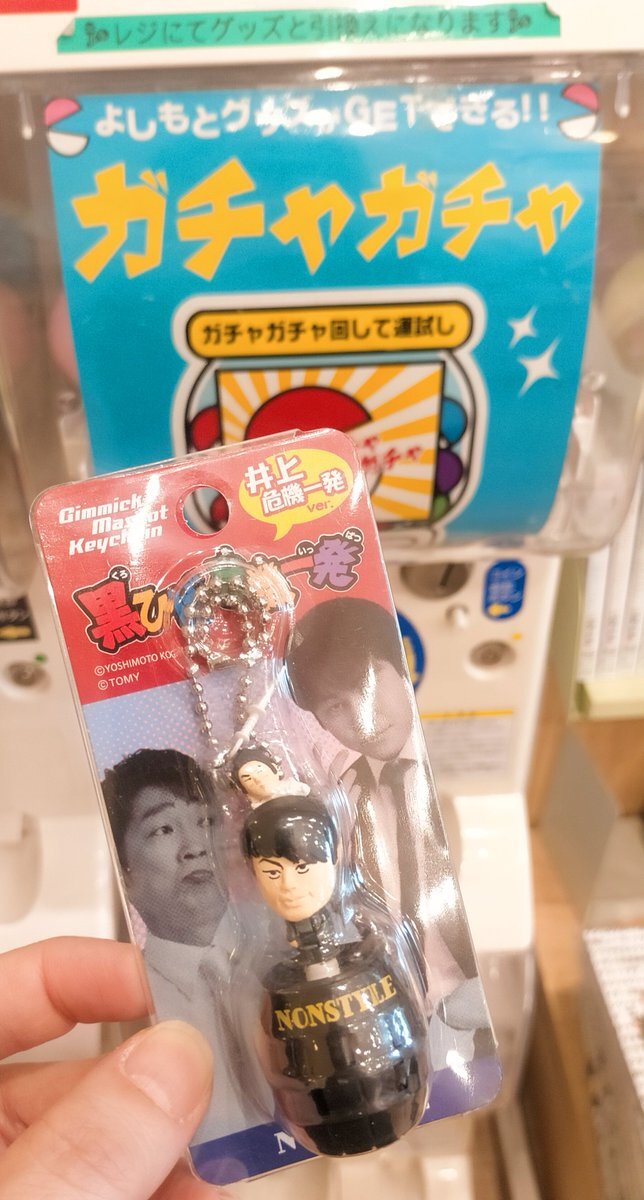 レジにてグッズと引換えになります
よしもとグッズがGETできる!!
ガチャガチャ
ガチャガチャ回して運試し
Gimmick
Mascot
Keychain
井上
危機一発
ver.
黒ひ
一発
©YOSHIMOTO KOG
©TOMY
NONSTYLE